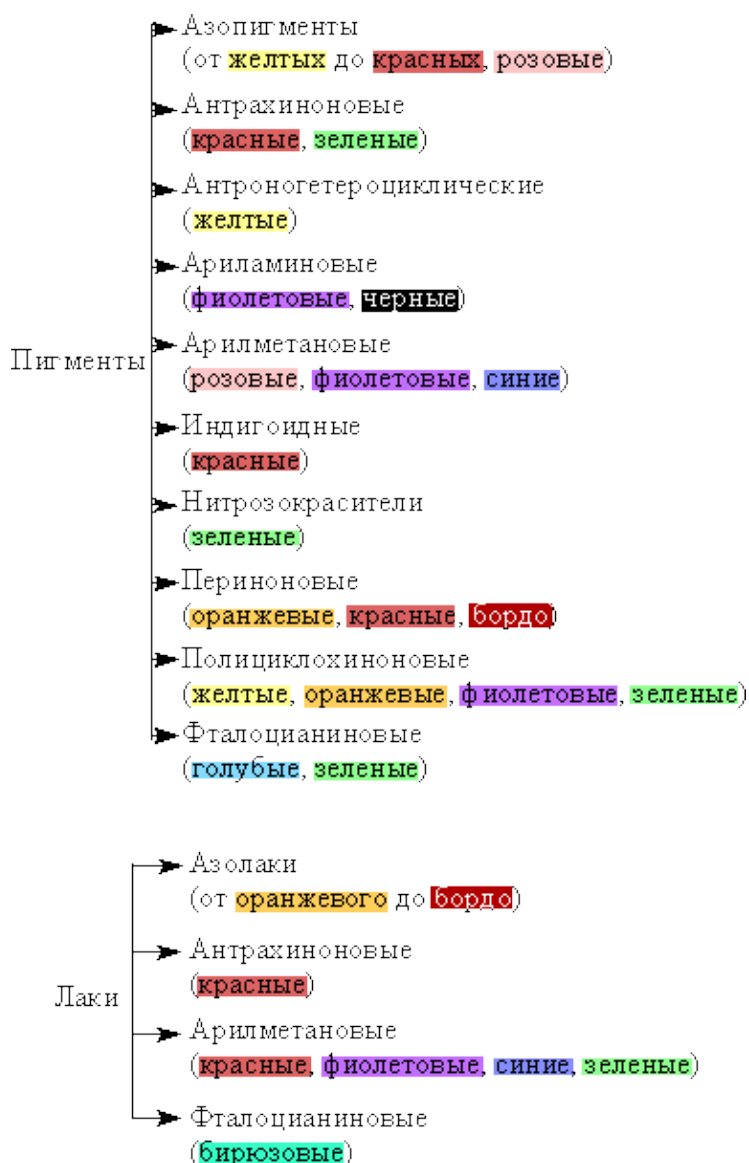 Азопигменты
(от желтых до красных, розовые)
Антрахиноновые
(красные, зеленые)
Антроногетероциклические
(желтые)
Ариламиновые
(фиолетовые, черные)
Пигменты
Арилметановые
(розовые, фиолетовые, синие)
Индигоидные
(красные)
Нитрозокрасители
(зеленые)
Периноновые
(оранжевые, красные, бордо)
Полициклохиноновые
(желтые, оранжевые, фиолетовые, зеленые)
Фталоцианиновые
(голубые, зеленые)
Азолаки
(от оранжевого до бордо)
Антрахиноновые
(красные)
Лаки
Арилметановые
(красные, фиолетовые, синие, зеленые)
Фталоцианиновые
(бирюзовые)